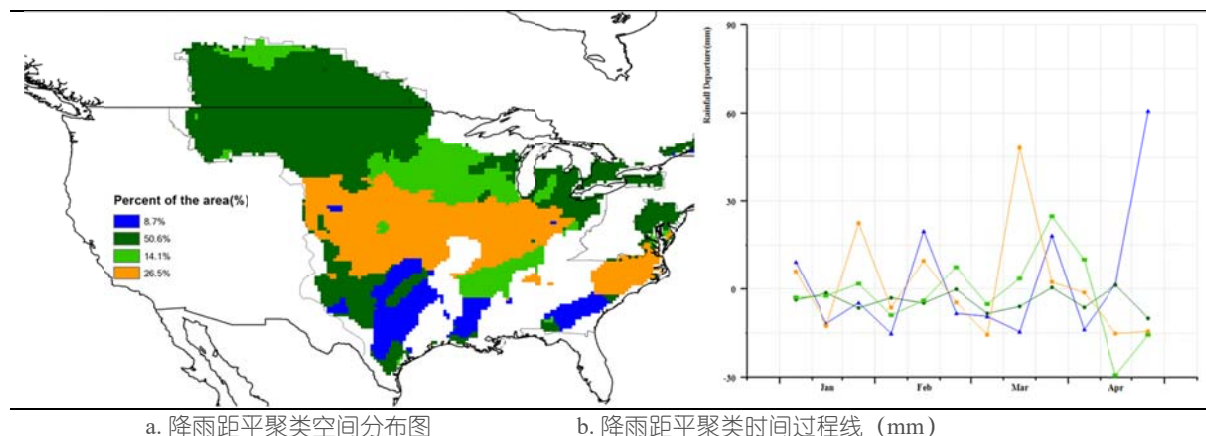 Percent of the area(%)
8.7%
50.6%
14.1%
26.5%
Rainfall Departure(mm)
90
60
30
0
-30
Jan
Feb
Mar
Apr
a. 降雨距平聚类空间分布图
b. 降雨距平聚类时间过程线（mm）